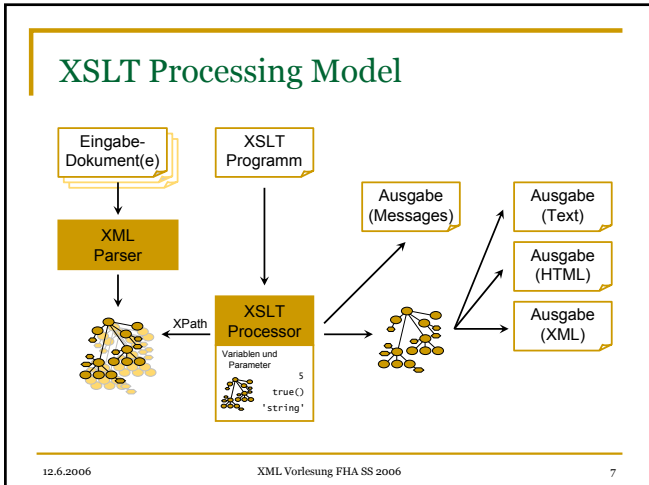 XSLT Processing Model
Eingabe-
Dokument(e)
XSLT
Programm
Ausgabe
(Messages)
Ausgabe
(Text)
XML
Parser
Ausgabe
(HTML)
XPath
XSLT
Processor
Ausgabe
(XML)
Variablen und
Parameter
5
true()
'string'
12.6.2006
XML Vorlesung FHA SS 2006
7